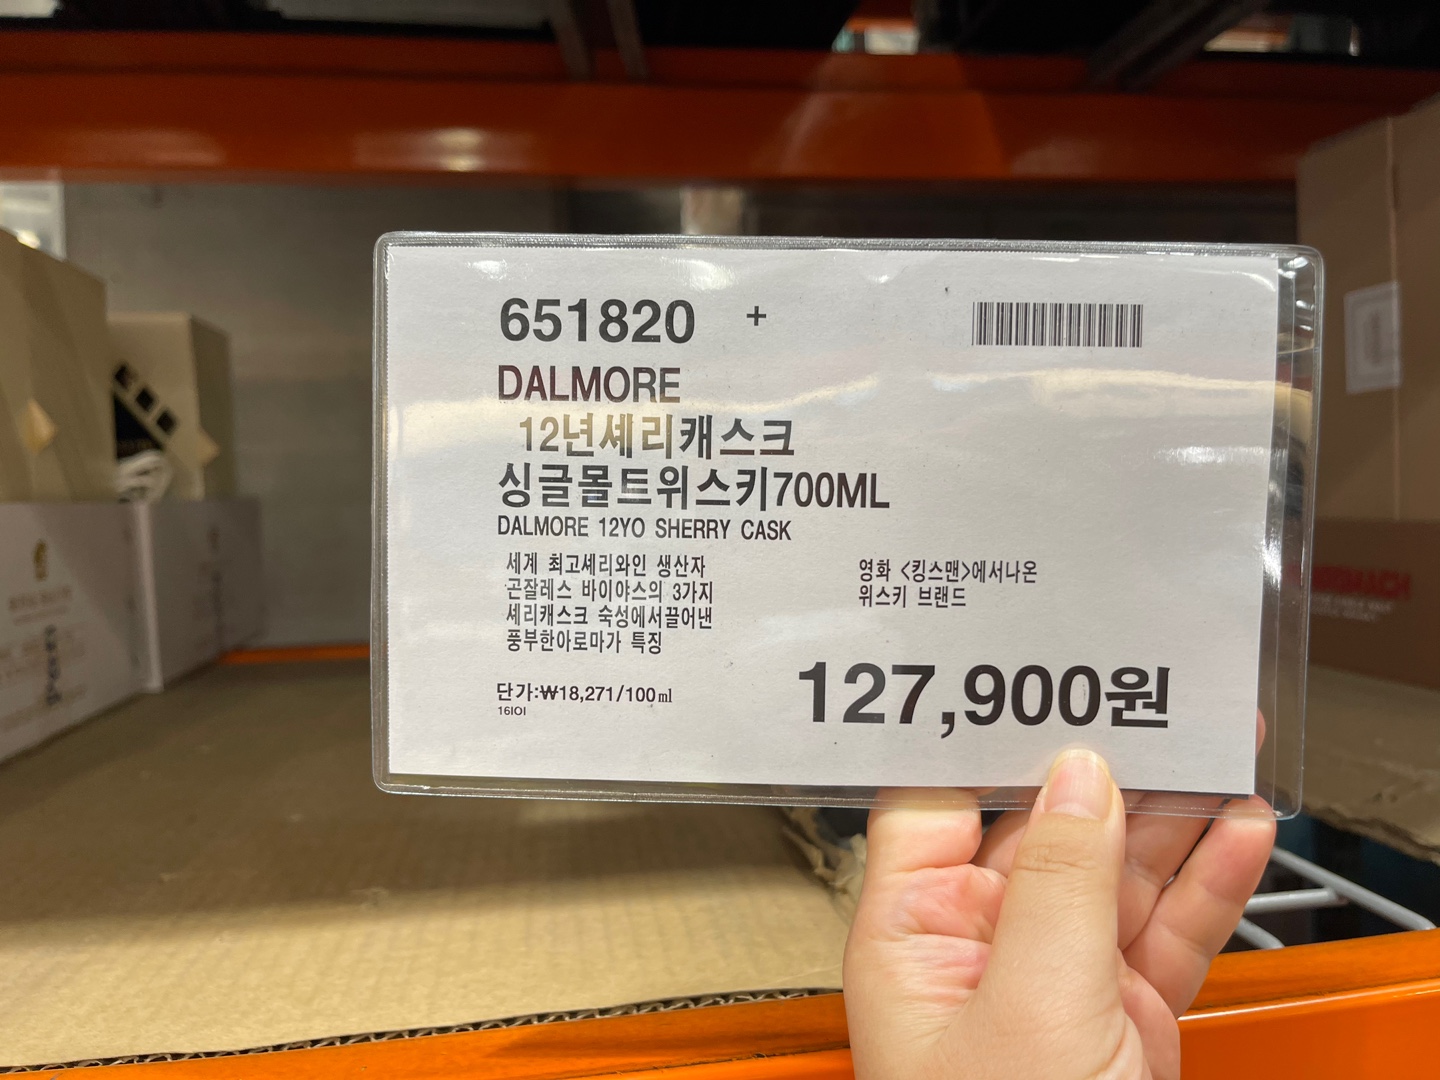 651820 +
DALMORE
12년셰리캐스크
싱글몰트위스키700ML
DALMORE 12YO SHERRY CASK
세계 최고셰리와인 생산자
곤잘레스 바이야스의 3가지
셰리캐스크 숙성에서끌어낸
풍부한아로마가 특징
영화 <킹스맨>에서나온
위스키 브랜드
단가:₩18,271/100㎖
16IOI
127,900원